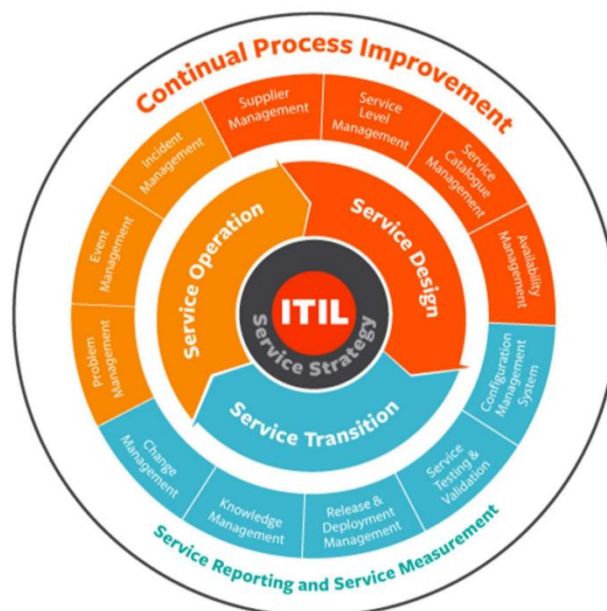 Continual Process Improvement
Supplier
Management
Service
Level
Management
Service
Catalogue
Management
Availability
Management
Configuration
Management
System
Service
Testing &
Validation
Release &
Deployment
Management
Knowledge
Management
Change
Management
Problem
Management
Event
Management
Incident
Management
Service Operation
Service Design
Service Transition
ITIL
Service Strategy
Service Reporting and Service Measurement